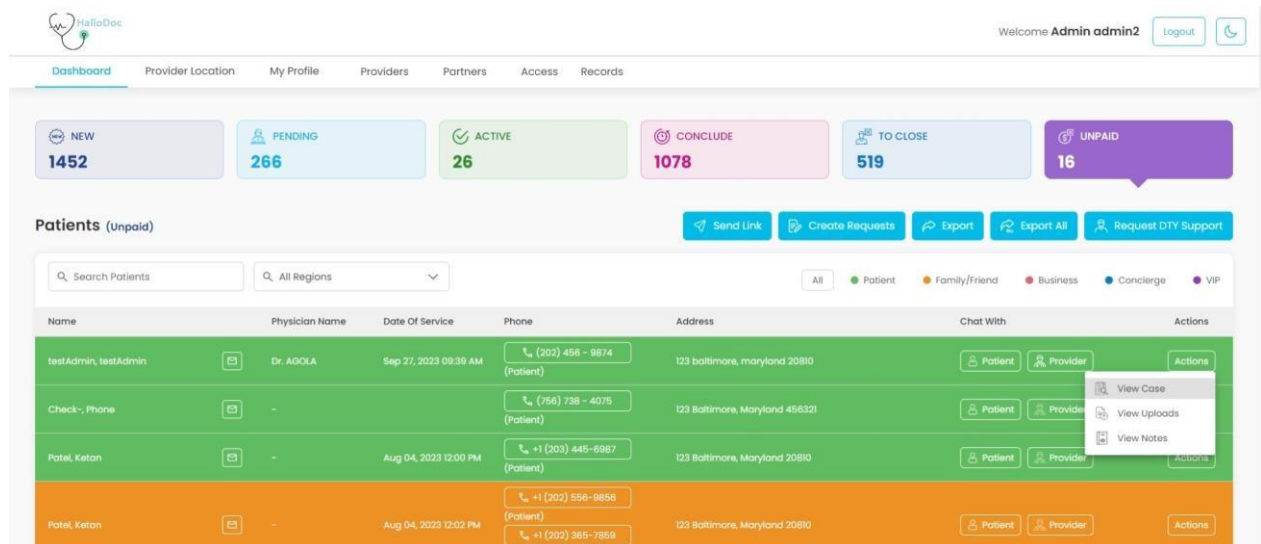 HalloDoc
Welcome Admin admin2 Logout
Dashboard Provider Location My Profile Providers Partners Access Records
NEW PENDING ACTIVE CONCLUDE TO CLOSE UNPAID
1452 266 26 1078 519 16
Patients (Unpaid) Send Link Create Requests Export Export All Request DTY Support
Search Patients All Regions All Patient Family/Friend Business Concierge VIP
Name Physician Name Date Of Service Phone Address Chat With Actions
testAdmin, testAdmin Dr. AGOLA Sep 27, 2023 09:39 AM (202) 456 - 9874 123 baltimore, maryland 20810 Patient Provider Actions
(Patient)
View Case
Check-, Phone - (756) 738 - 4075 123 Baltimore, Maryland 456321 Patient Provide
(Patient)
View Uploads
View Notes
Patel, Ketan - Aug 04, 2023 12:00 PM +1 (203) 445-6987 123 Baltimore, Maryland 20810 Patient Provider Actions
(Patient)
+1 (202) 556-9856
(Patient)
Patel, Ketan - Aug 04, 2023 12:02 PM 123 Baltimore, Maryland 20810 Patient Provider Actions
+1 (202) 365-7859